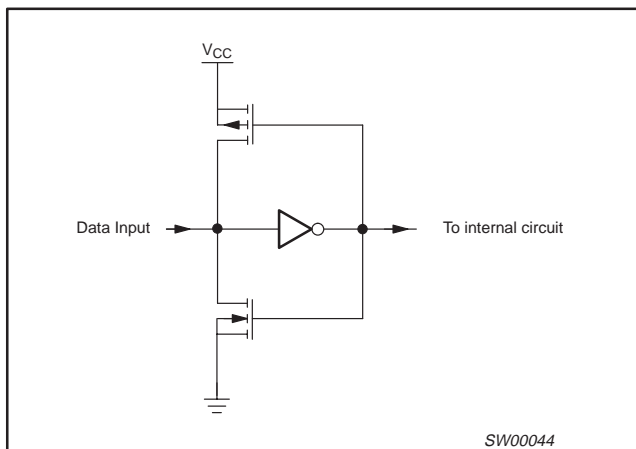 VCC
Data Input
To internal circuit
SW00044